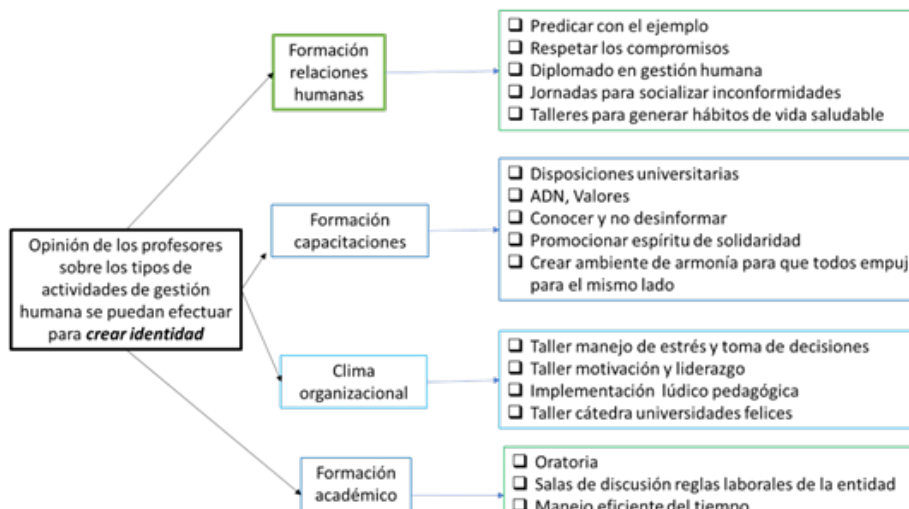 Opinión de los profesores
sobre los tipos de
actividades de gestión
humana se puedan efectuar
para crear identidad
Formación
relaciones
humanas
Predicar con el ejemplo
Respetar los compromisos
Diplomado en gestión humana
Jornadas para socializar inconformidades
Talleres para generar hábitos de vida saludable
Formación
capacitaciones
Disposiciones universitarias
ADN, Valores
Conocer y no desinformar
Promocionar espíritu de solidaridad
Crear ambiente de armonía para que todos empuj
para el mismo lado
Clima
organizacional
Taller manejo de estrés y toma de decisiones
Taller motivación y liderazgo
Implementación lúdico pedagógica
Taller cátedra universidades felices
Formación
académico
Oratoria
Salas de discusión reglas laborales de la entidad
Manejo eficiente del tiempo